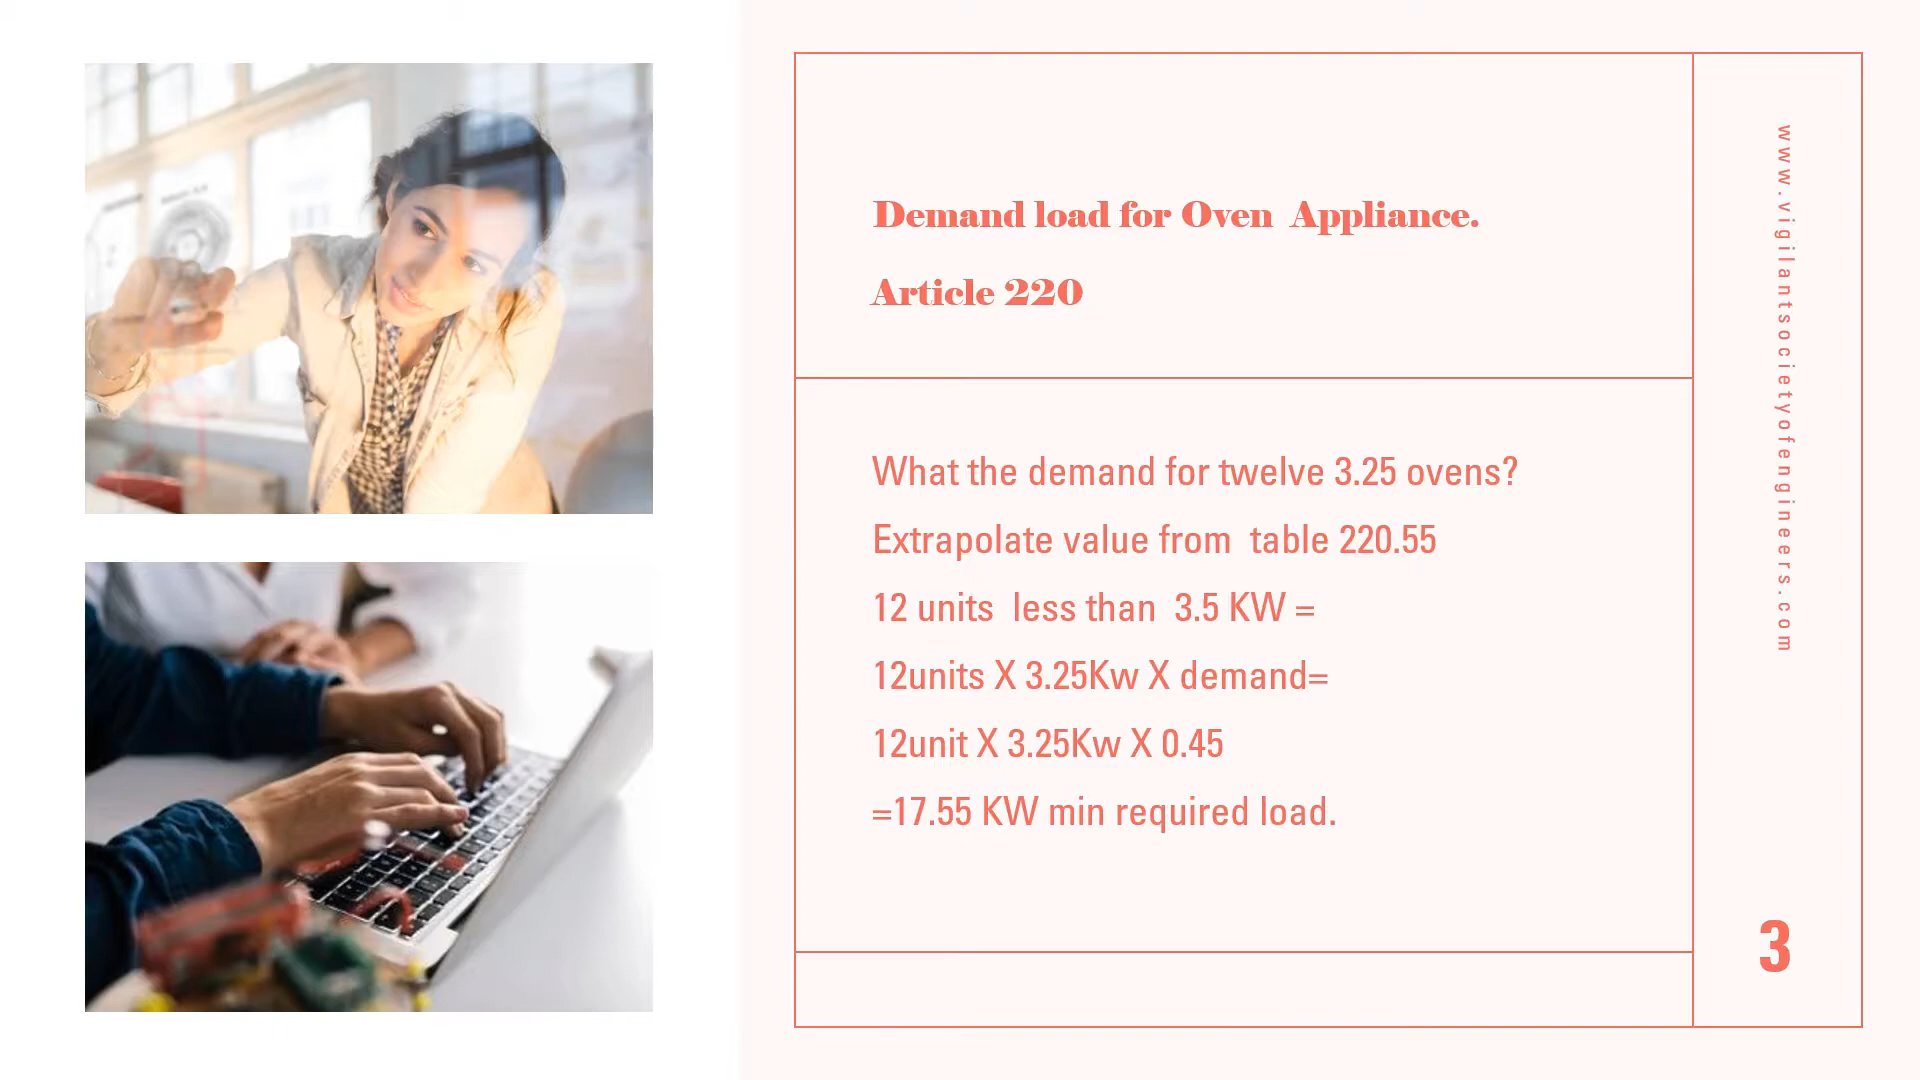 Demand load for Oven  Appliance.
Article 220
What the demand for twelve 3.25 ovens?
Extrapolate value from  table 220.55
12 units  less than  3.5 KW =
12units X 3.25Kw X demand=
12unit X 3.25Kw X 0.45
=17.55 KW min required load.
www.vigilantsocietyofengineers.com
3